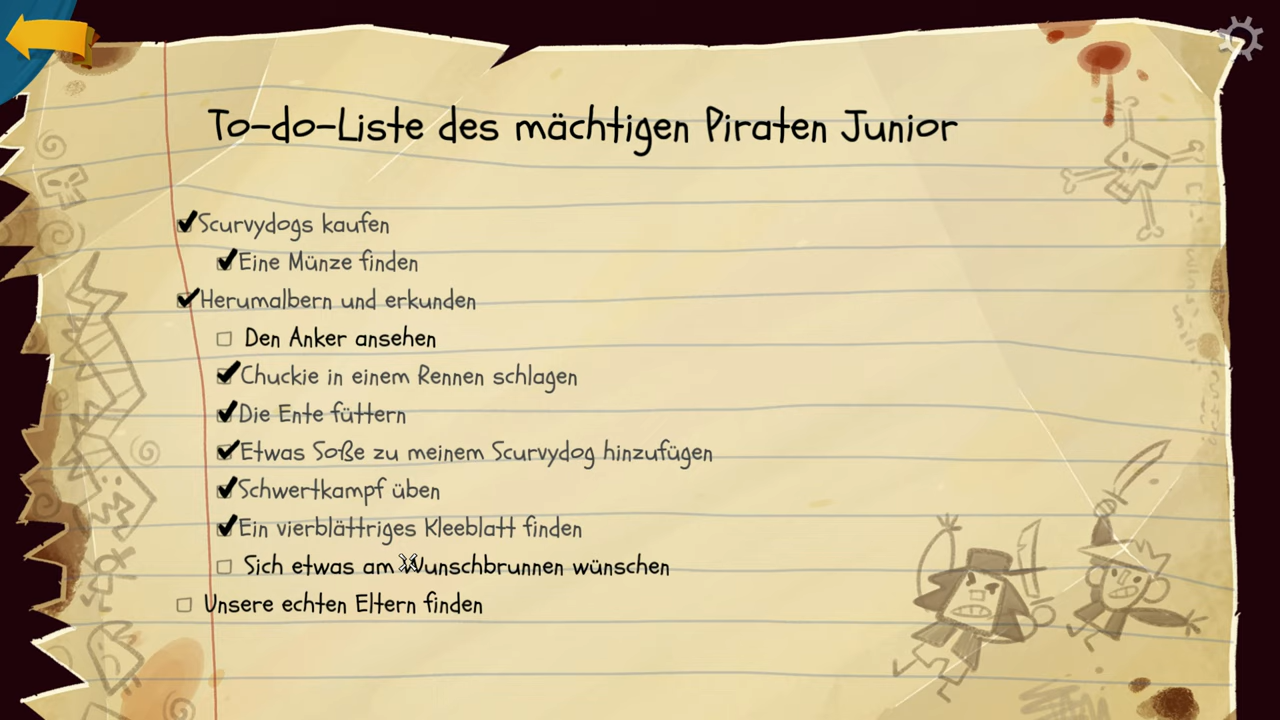 To-do-Liste des mächtigen Piraten Junior
Scurvydogs kaufen
Eine Münze finden
Herumalbern und erkunden
Den Anker ansehen
Chuckie in einem Rennen schlagen
Die Ente füttern
Etwas Soße zu meinem Scurvydog hinzufügen
Schwertkampf üben
Ein vierblättriges Kleeblatt finden
Sich etwas am Wunschbrunnen wünschen
Unsere echten Eltern finden